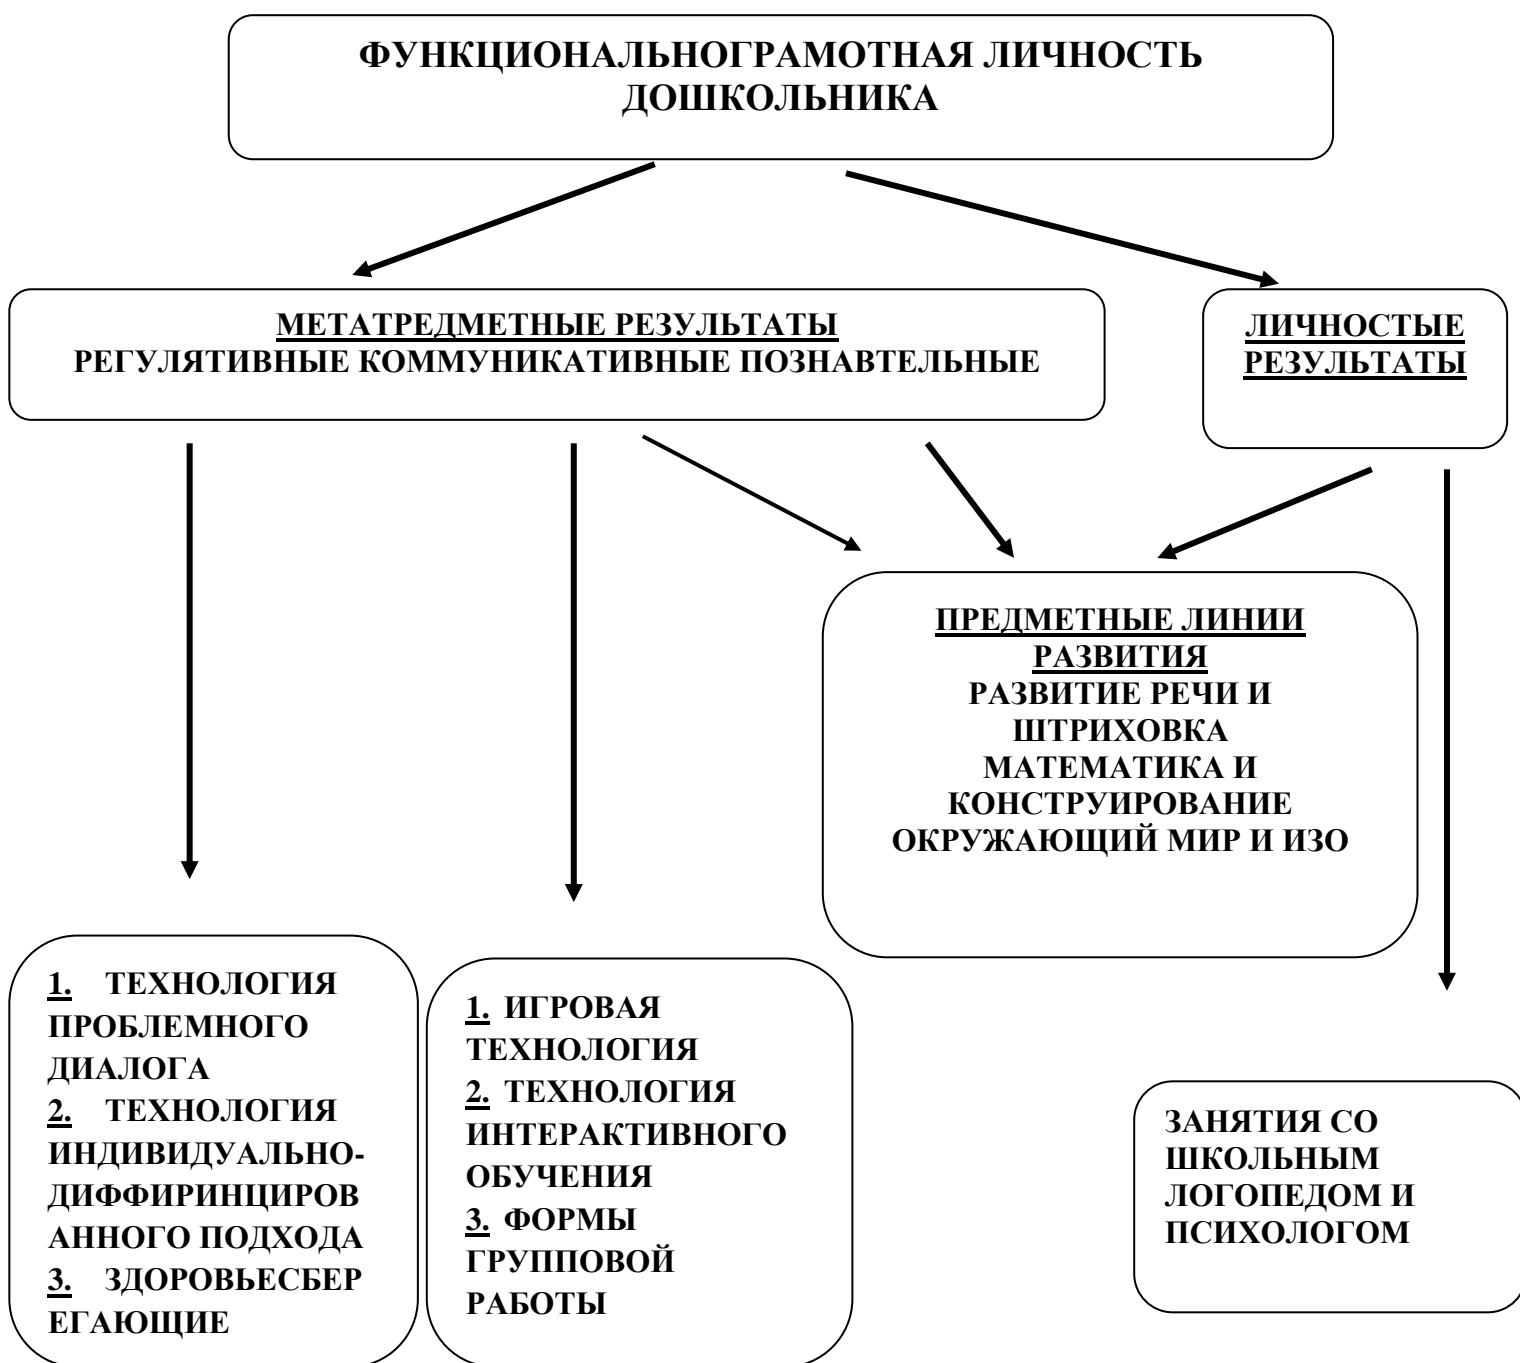 ФУНКЦИОНАЛЬНОГРАМОТНАЯ ЛИЧНОСТЬ
ДОШКОЛЬНИКА
МЕТАТРЕДМЕТНЫЕ РЕЗУЛЬТАТЫ
РЕГУЛЯТИВНЫЕ КОММУНИКАТИВНЫЕ ПОЗНАВТЕЛЬНЫЕ
ЛИЧНОСТЫЕ
РЕЗУЛЬТАТЫ
ПРЕДМЕТНЫЕ ЛИНИИ
РАЗВИТИЯ
РАЗВИТИЕ РЕЧИ И
ШТРИХОВКА
МАТЕМАТИКА И
КОНСТРУИРОВАНИЕ
ОКРУЖАЮЩИЙ МИР И ИЗО
1. ТЕХНОЛОГИЯ
ПРОБЛЕМНОГО
ДИАЛОГА
2. ТЕХНОЛОГИЯ
ИНДИВИДУАЛЬНО-
ДИФФИРИНЦИРОВ
АННОГО ПОДХОДА
3. ЗДОРОВЬЕСБЕР
ЕГАЮЩИЕ
1. ИГРОВАЯ
ТЕХНОЛОГИЯ
2. ТЕХНОЛОГИЯ
ИНТЕРАКТИВНОГО
ОБУЧЕНИЯ
3. ФОРМЫ
ГРУППОВОЙ
РАБОТЫ
ЗАНЯТИЯ СО
ШКОЛЬНЫМ
ЛОГОПЕДОМ И
ПСИХОЛОГОМ